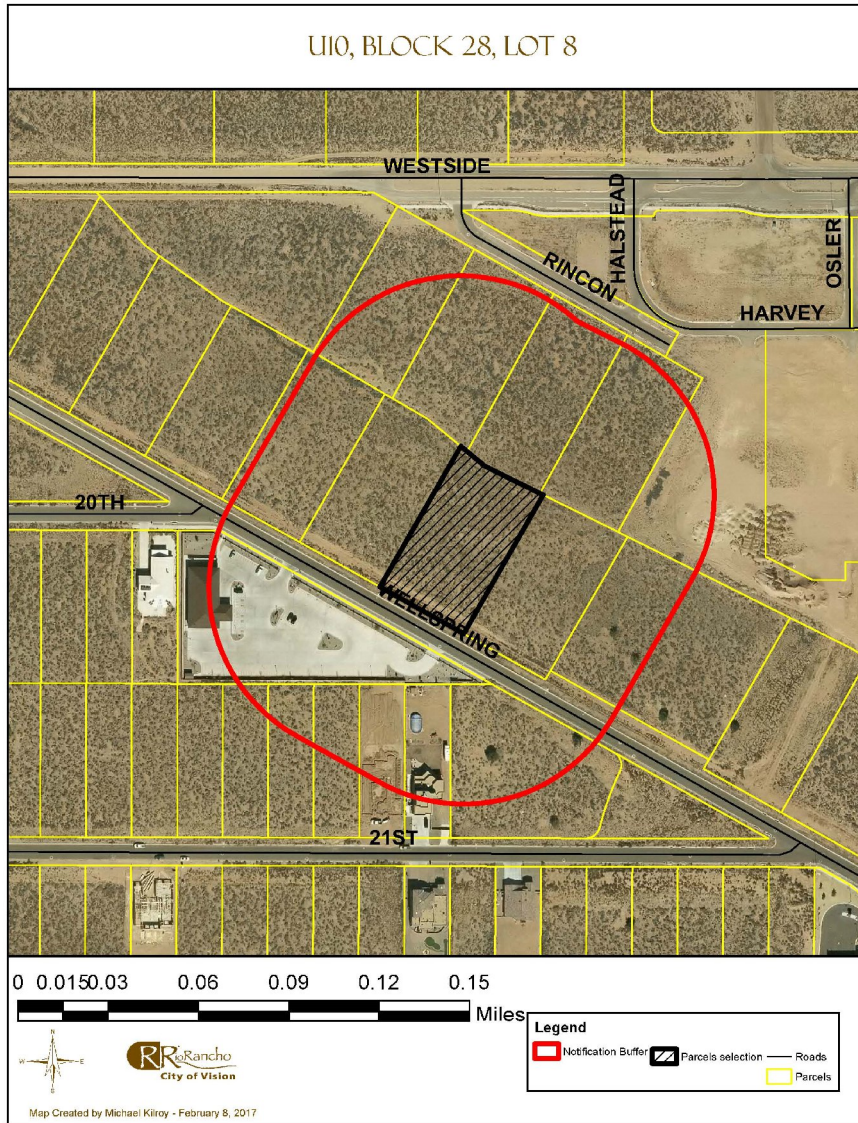 U10, BLOCK 28, LOT 8
WESTSIDE
HALSTEAD
OSLER
RINCON
HARVEY
20TH
WELLSPRING
21ST
0 0.015 0.03 0.06 0.09 0.12 0.15
Miles
Legend
Notification Buffer Parcels selection Roads
Parcels
N
W E
S
R RioRancho
City of Vision
Map Created by Michael Kilroy - February 8, 2017